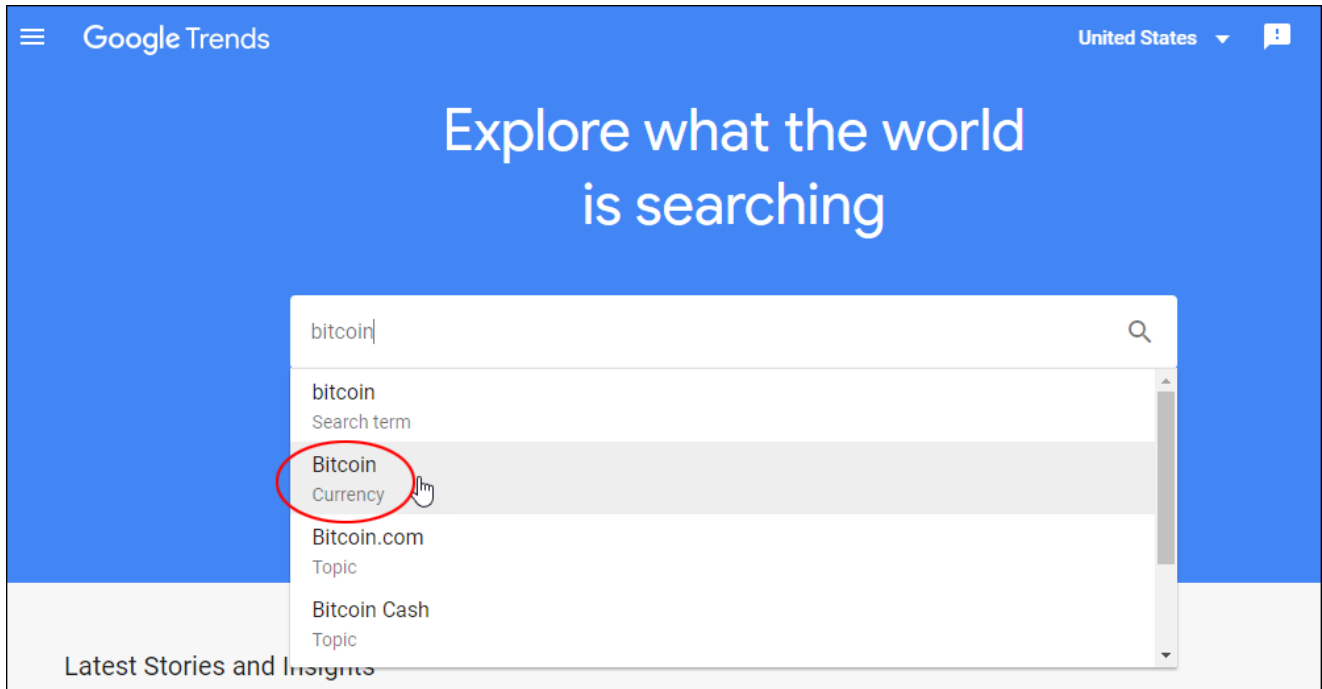 Google Trends
United States
Explore what the world
is searching
bitcoin
bitcoin
Search term
Bitcoin
Currency
Bitcoin.com
Topic
Bitcoin Cash
Topic
Latest Stories and Insights